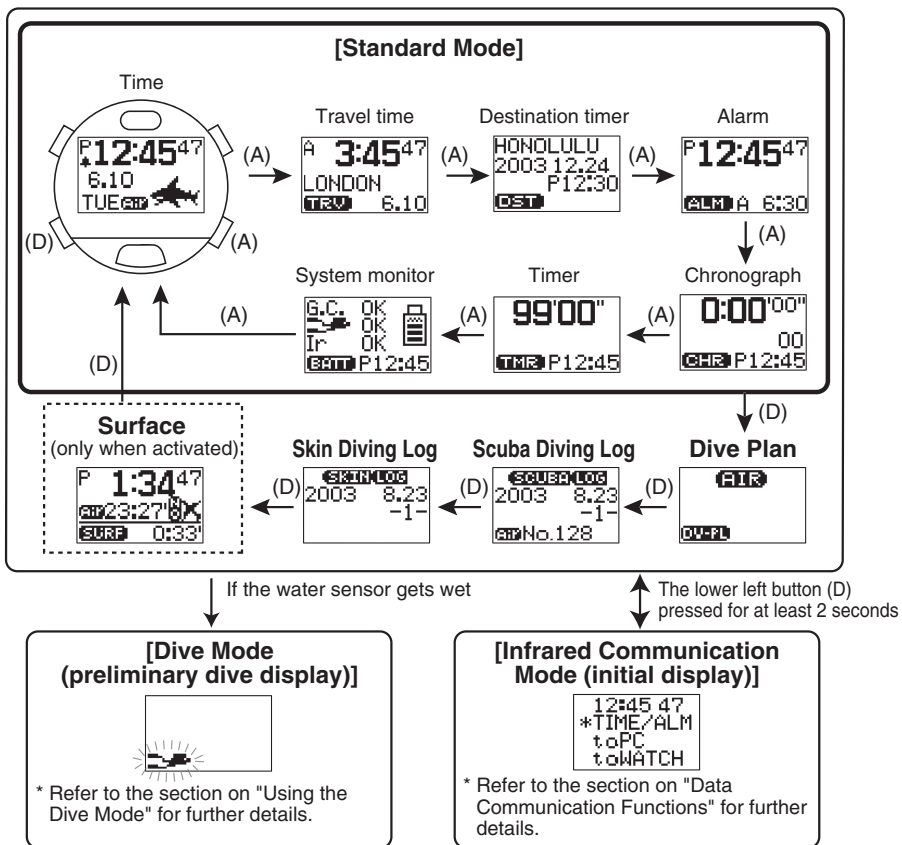 [Standard Mode]
Time
Travel time
Destination timer
Alarm
P 12:45 47
6.10
TUE AIR
(A)
A 3:45 47
LONDON
TRV 6.10
(A)
HONOLULU
2003 12.24
P12:30
DST
(A)
P 12:45 47
ALM A 6:30
(D)
(A)
(A)
System monitor
Timer
Chronograph
(A)
G.C. OK
OK
Ir OK
BATT P12:45
(A)
99'00"
TMR P12:45
(A)
0:00'00"
00
CHR P12:45
(D)
(D)
Surface
(only when activated)
Skin Diving Log
Scuba Diving Log
Dive Plan
P 1:34 47
23:27'
SURF 0:33'
(D)
SKIN LOG
2003 8.23
-1-
(D)
SCUBA LOG
2003 8.23
-1-
AIR No.128
(D)
AIR
DV-PL
If the water sensor gets wet
The lower left button (D)
pressed for at least 2 seconds
[Dive Mode
(preliminary dive display)]
* Refer to the section on "Using the
Dive Mode" for further details.
[Infrared Communication
Mode (initial display)]
12:45 47
*TIME/ALM
toPC
toWATCH
* Refer to the section on "Data
Communication Functions" for further
details.